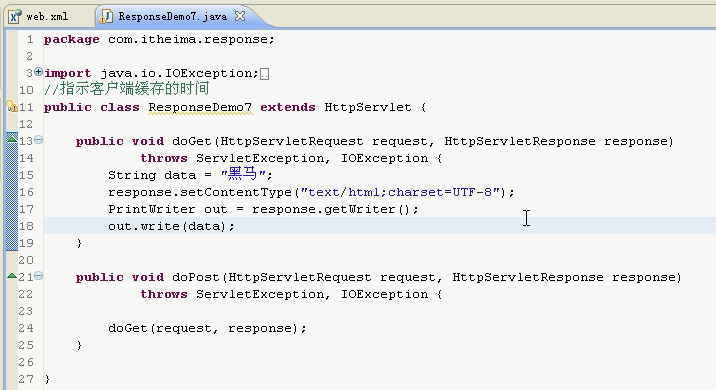 web.xml ResponseDemo7.java
1 package com.itheima.response;
2
3 import java.io.IOException;
10 //指示客户端缓存的时间
11 public class ResponseDemo7 extends HttpServlet {
12
13 public void doGet(HttpServletRequest request, HttpServletResponse response)
14 throws ServletException, IOException {
15 String data = "黑马";
16 response.setContentType("text/html;charset=UTF-8");
17 PrintWriter out = response.getWriter();
18 out.write(data);
19 }
20
21 public void doPost(HttpServletRequest request, HttpServletResponse response)
22 throws ServletException, IOException {
23
24 doGet(request, response);
25 }
26
27 }